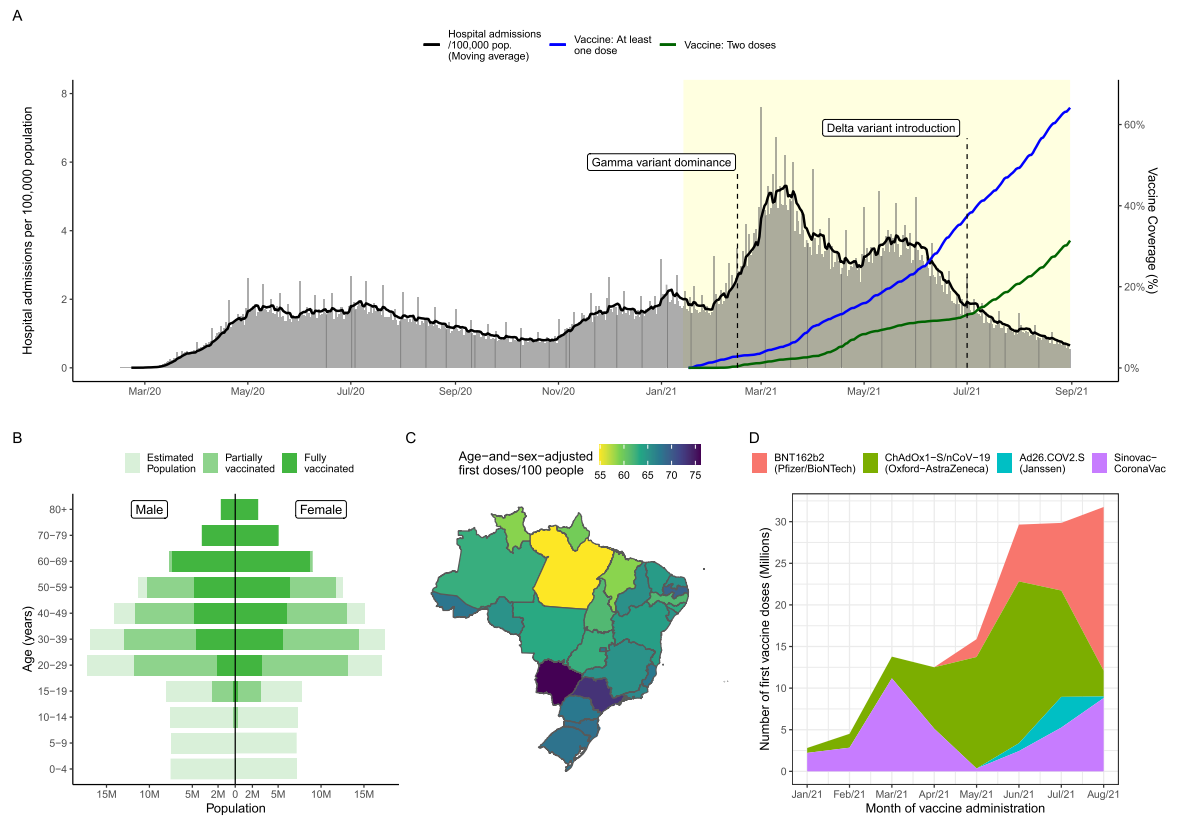 A
Hospital admissions
/100,000 pop.
(Moving average)
Vaccine: At least
one dose
Vaccine: Two doses
Hospital admissions per 100,000 population
8
6
4
2
0
Gamma variant dominance
Delta variant introduction
60%
40%
20%
0%
Vaccine Coverage (%)
Mar/20
May/20
Jul/20
Sep/20
Nov/20
Jan/21
Mar/21
May/21
Jul/21
Sep/21
B
Estimated
Population
Partially
vaccinated
Fully
vaccinated
Male
Female
Age (years)
80+
70−79
60−69
50−59
40−49
30−39
20−29
15−19
10−14
5−9
0−4
15M
10M
5M
2M
0
2M
5M
10M
15M
Population
C
Age−and−sex−adjusted
first doses/100 people
55
60
65
70
75
D
BNT162b2
(Pfizer/BioNTech)
ChAdOx1−S/nCoV−19
(Oxford−AstraZeneca)
Ad26.COV2.S
(Janssen)
Sinovac−
CoronaVac
Number of first vaccine doses (Millions)
30
25
20
15
10
5
0
Jan/21
Feb/21
Mar/21
Apr/21
May/21
Jun/21
Jul/21
Aug/21
Month of vaccine administration